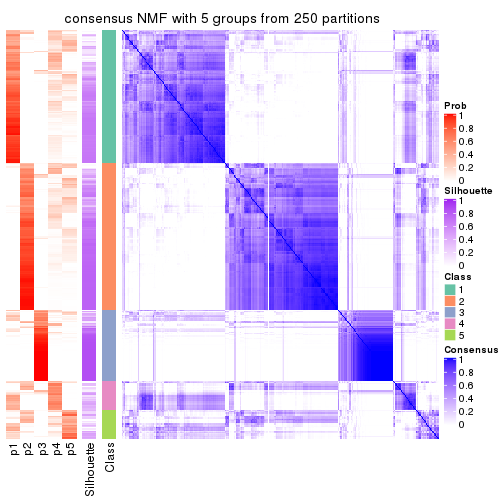 consensus NMF with 5 groups from 250 partitions
Prob
1
0.8
0.6
0.4
0.2
0
Silhouette
1
0.8
0.6
0.4
0.2
0
Class
1
2
3
4
5
Consensus
1
0.8
0.6
0.4
0.2
0
p1
p2
p3
p4
p5
Silhouette
Class